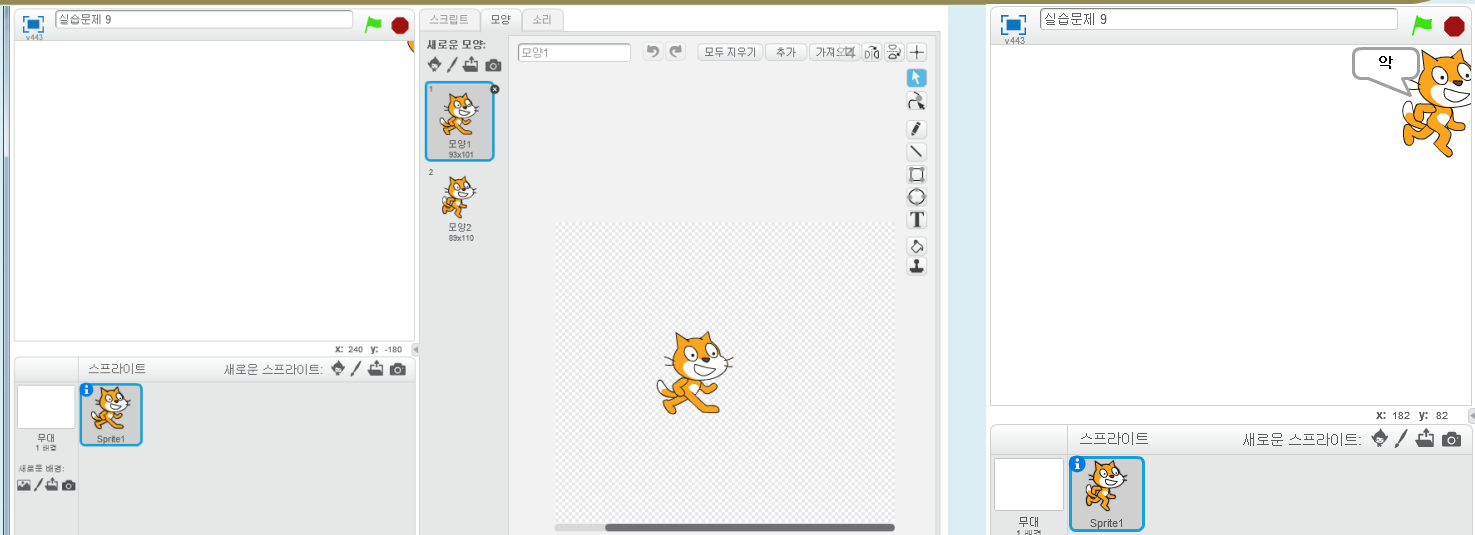 실습문제 9
v443
x: 240 y: -180
스프라이트
새로운 스프라이트:
Sprite1
무대
1 배경
새로운 배경:
스크립트 모양 소리
새로운 모양:
1
모양1
93x101
2
모양2
89x110
모양1
모두 지우기 추가
T
실습문제 9
v443
악
x: 182 y: 82
스프라이트
새로운 스프라이트:
Sprite1
무대
1 배경